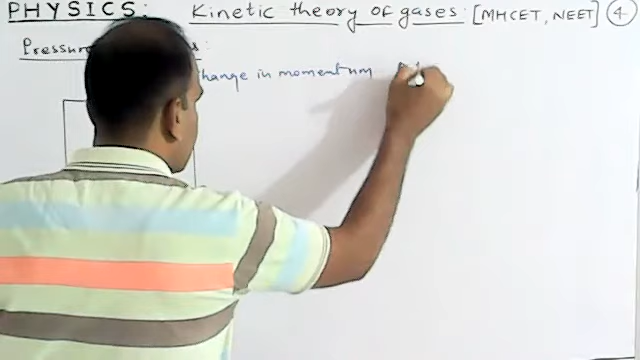 PHYSICS: Kinetic theory of gases: [MHCET, NEET] 4
change in momentum